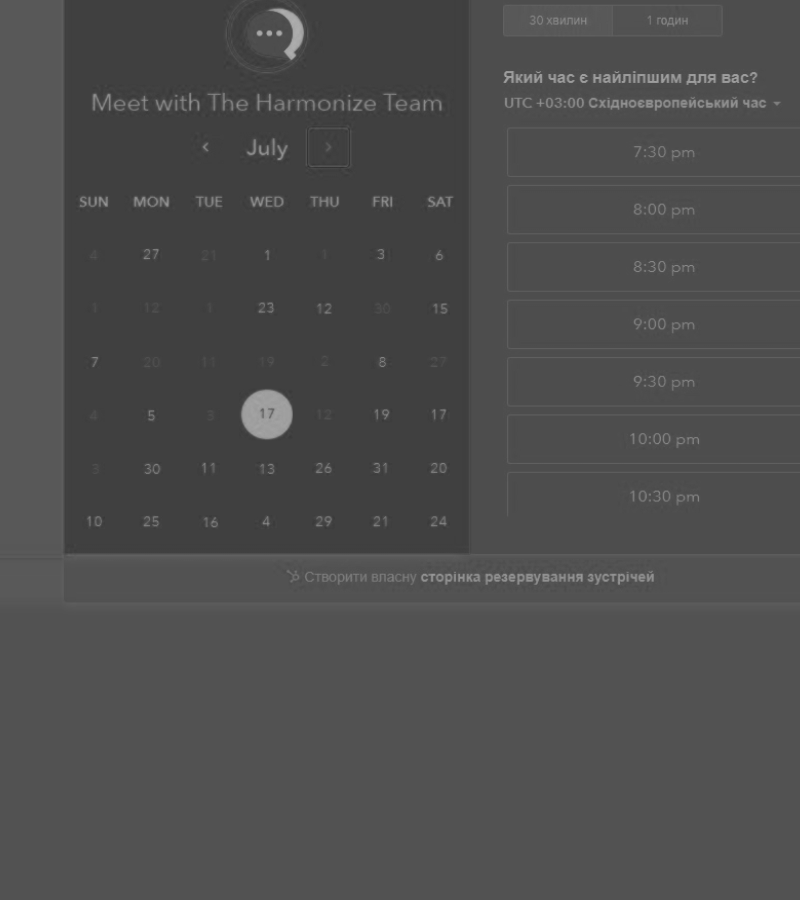 Meet with The Harmonize Team
July
SUN MON TUE WED THU FRI SAT
4 27 21 1 1 3 6
1 12 1 23 12 30 15
7 20 11 19 2 8 27
4 5 3 17 12 19 17
3 30 11 13 26 31 20
10 25 16 4 29 21 24
30 хвилин 1 годин
Який час є найліпшим для вас?
UTC +03:00 Східноєвропейський час
7:30 pm
8:00 pm
8:30 pm
9:00 pm
9:30 pm
10:00 pm
10:30 pm
Створити власну сторінка резервування зустрічей